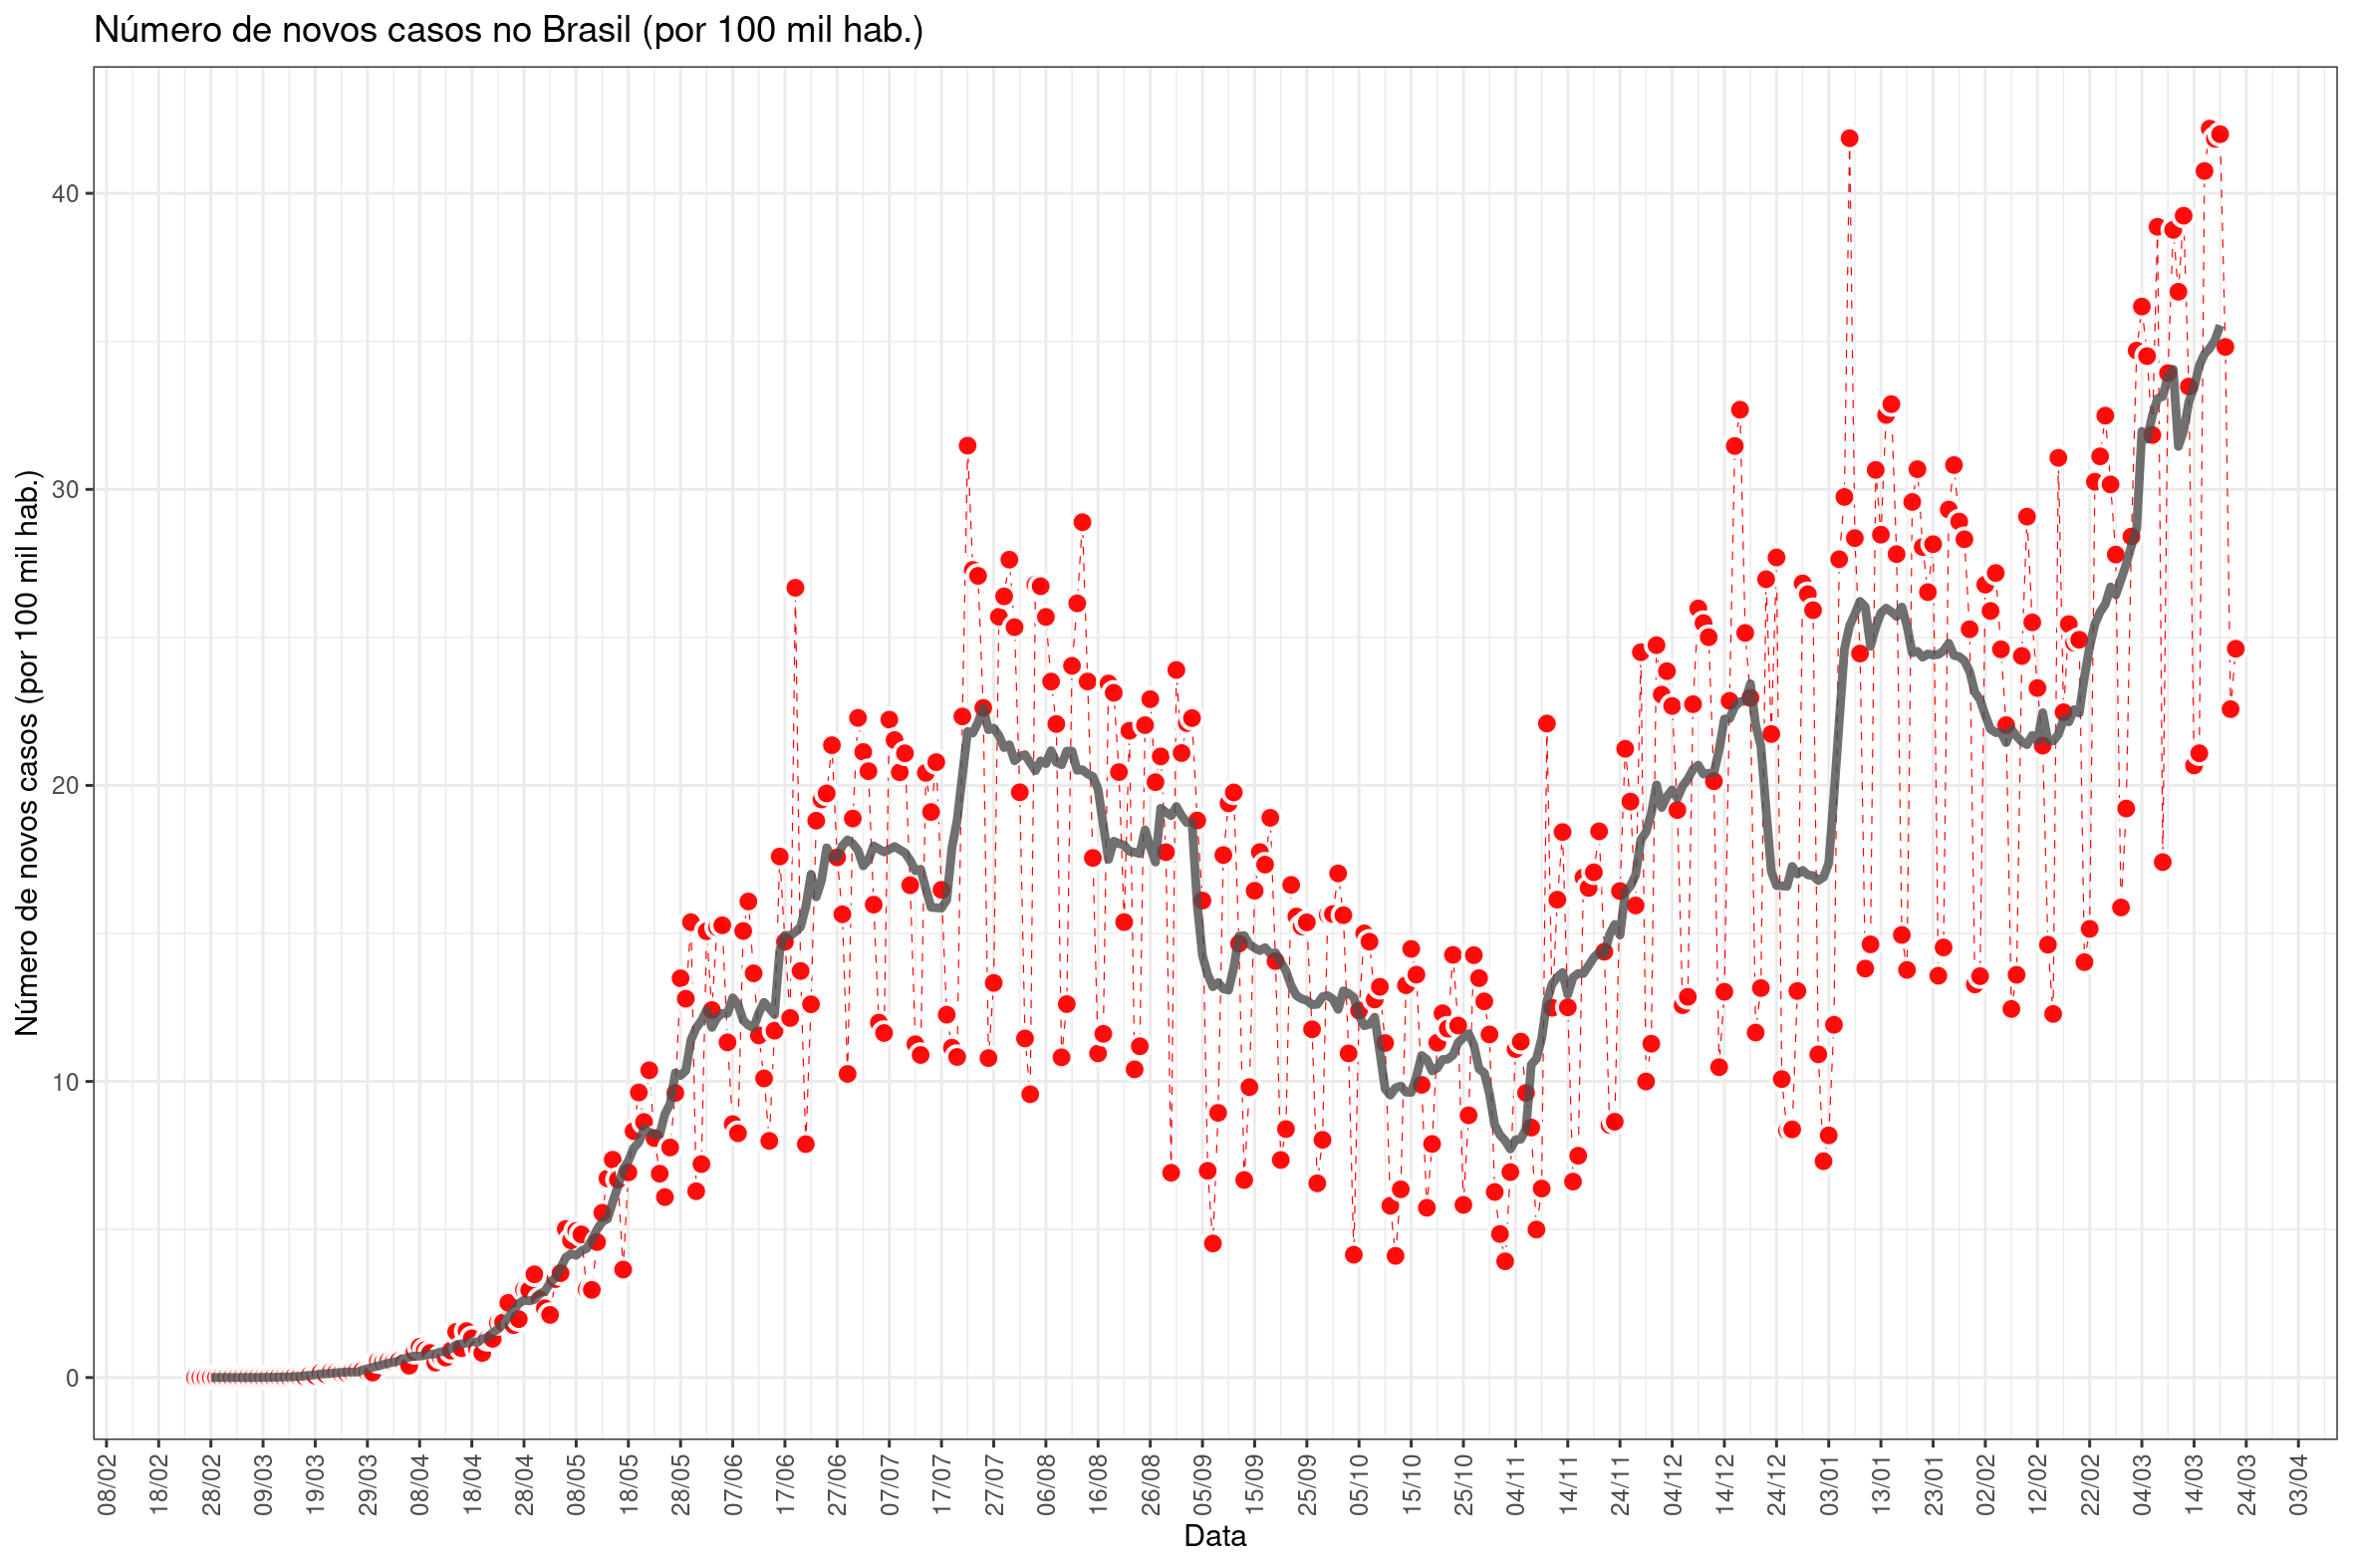 Número de novos casos no Brasil (por 100 mil hab.)
Número de novos casos (por 100 mil hab.)
40
30
20
10
0
08/02 18/02 28/02 09/03 19/03 29/03 08/04 18/04 28/04 08/05 18/05 28/05 07/06 17/06 27/06 07/07 17/07 27/07 06/08 16/08 26/08 05/09 15/09 25/09 05/10 15/10 25/10 04/11 14/11 24/11 04/12 14/12 24/12 03/01 13/01 23/01 02/02 12/02 22/02 04/03 14/03 24/03 03/04
Data